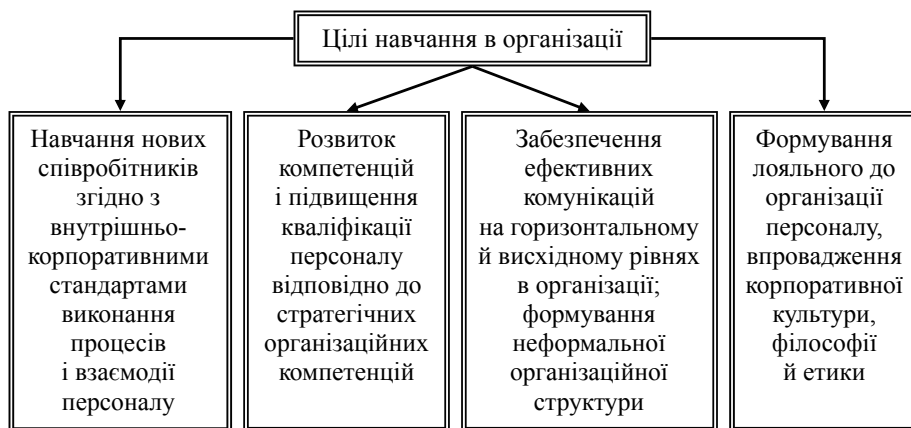 Цілі навчання в організації
Навчання нових
співробітників
згідно з
внутрішньо-
корпоративними
стандартами
виконання
процесів
і взаємодії
персоналу
Розвиток
компетенцій
і підвищення
кваліфікації
персоналу
відповідно до
стратегічних
організаційних
компетенцій
Забезпечення
ефективних
комунікацій
на горизонтальному
й висхідному рівнях
в організації;
формування
неформальної
організаційної
структури
Формування
лояльного до
організації
персоналу,
впровадження
корпоративної
культури,
філософії
й етики